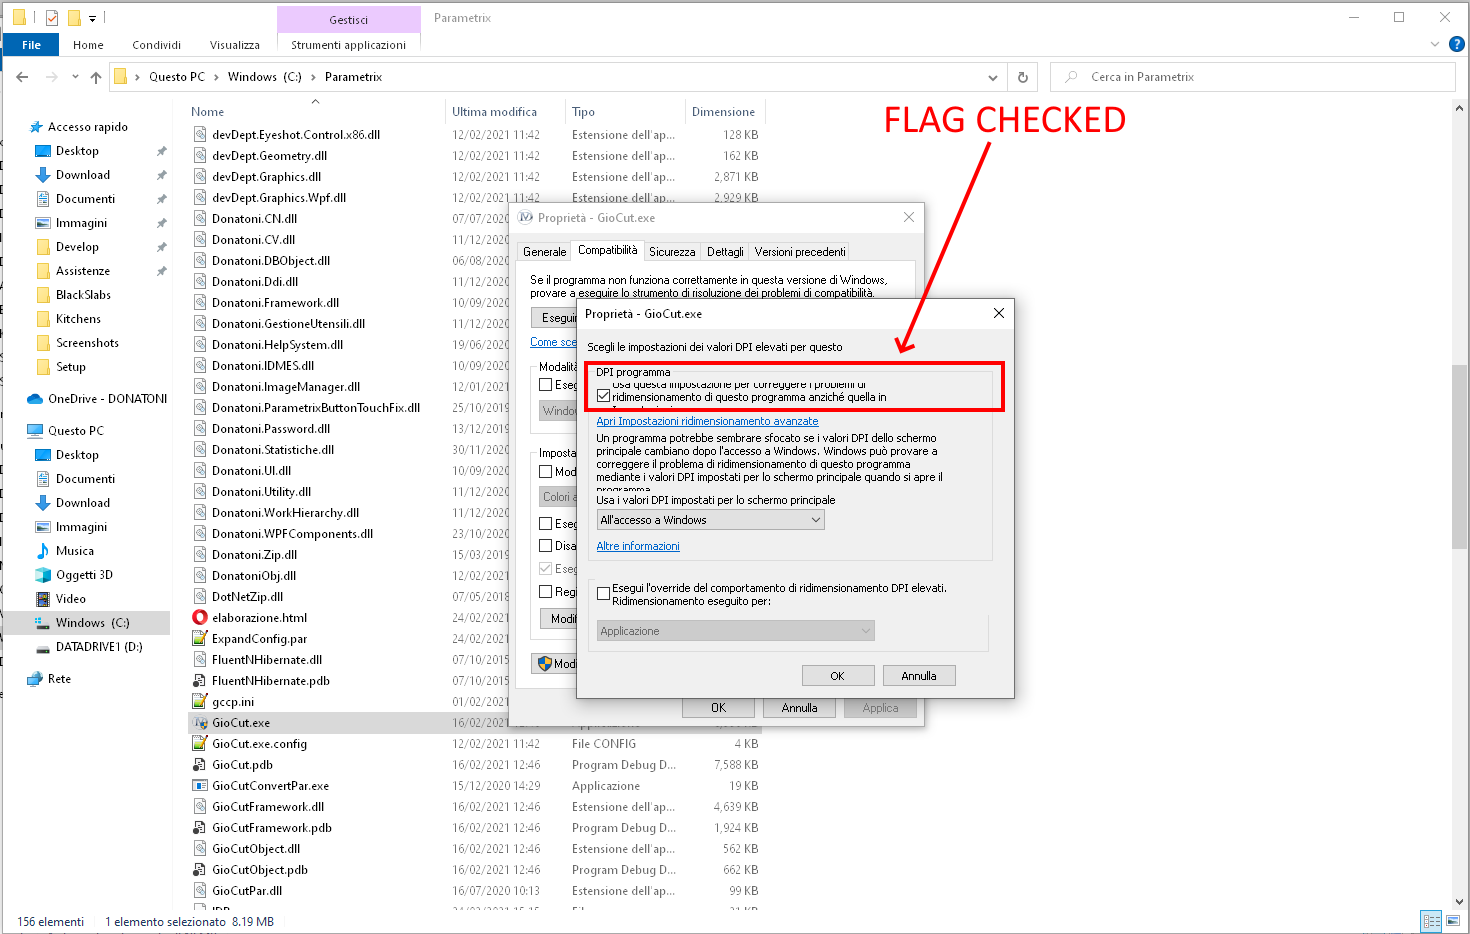 Gestisci
Parametrix
File
Home
Condividi
Visualizza
Strumenti applicazioni
Questo PC
Windows (C:)
Parametrix
Cerca in Parametrix
Nome
Ultima modifica
Tipo
Dimensione
FLAG CHECKED
Accesso rapido
Desktop
Download
Documenti
Immagini
Develop
Assistenze
BlackSlabs
Kitchens
Screenshots
Setup
OneDrive - DONATONI
Questo PC
Desktop
Documenti
Download
Immagini
Musica
Oggetti 3D
Video
Windows (C:)
DATADRIVE1 (D:)
Rete
devDept.Eyeshot.Control.x86.dll 12/02/2021 11:42 Estensione dell'ap... 128 KB
devDept.Geometry.dll 12/02/2021 11:42 Estensione dell'ap... 162 KB
devDept.Graphics.dll 12/02/2021 11:42 Estensione dell'ap... 2,871 KB
devDept.Graphics.Wpf.dll 12/02/2021 11:42 Estensione dell'ap... 2,929 KB
Donatoni.CN.dll 07/07/2020
Donatoni.CV.dll 11/12/2020
Donatoni.DBObject.dll 06/08/2020
Donatoni.Ddi.dll 11/12/2020
Donatoni.Framework.dll 10/09/2020
Donatoni.GestioneUtensili.dll 11/12/2020
Donatoni.HelpSystem.dll 19/06/2020
Donatoni.IDMES.dll 10/09/2020
Donatoni.ImageManager.dll 12/01/2021
Donatoni.ParametrixButtonTouchFix.dll 25/10/2019
Donatoni.Password.dll 13/12/2019
Donatoni.Statistiche.dll 30/11/2020
Donatoni.UI.dll 10/09/2020
Donatoni.Utility.dll 11/12/2020
Donatoni.WorkHierarchy.dll 11/12/2020
Donatoni.WPFComponents.dll 23/10/2020
Donatoni.Zip.dll 15/03/2019
DonatoniObj.dll 12/02/2021
DotNetZip.dll 07/05/2018
elaborazione.html 24/02/2021
ExpandConfig.par 24/02/2021
FluentNHibernate.dll 07/10/2015
FluentNHibernate.pdb 07/10/2015
gccp.ini 01/02/2021
GioCut.exe 16/02/2021
GioCut.exe.config 12/02/2021 11:42 File CONFIG 4 KB
GioCut.pdb 16/02/2021 12:46 Program Debug D... 7,588 KB
GioCutConvertPar.exe 15/12/2020 14:29 Applicazione 19 KB
GioCutFramework.dll 16/02/2021 12:46 Estensione dell'ap... 4,639 KB
GioCutFramework.pdb 16/02/2021 12:46 Program Debug D... 1,924 KB
GioCutObject.dll 16/02/2021 12:46 Estensione dell'ap... 562 KB
GioCutObject.pdb 16/02/2021 12:46 Program Debug D... 662 KB
GioCutPar.dll 16/07/2020 10:13 Estensione dell'ap... 99 KB
Proprietà - GioCut.exe
Generale
Compatibilità
Sicurezza
Dettagli
Versioni precedenti
Se il programma non funziona correttamente in questa versione di Windows,
provare a eseguire lo strumento di risoluzione dei problemi di compatibilità.
Eseguir
Come sce
Modalità
Eseg
Windo
Imposta
Mod
Colori a
Eseg
Disa
Eseg
Regi
Modif
Modi
OK
Annulla
Applica
Proprietà - GioCut.exe
Scegli le impostazioni dei valori DPI elevati per questo
DPI programma
Usa questa impostazione per correggere i problemi di
ridimensionamento di questo programma anziché quella in
Apri Impostazioni ridimensionamento avanzate
Un programma potrebbe sembrare sfocato se i valori DPI dello schermo
principale cambiano dopo l'accesso a Windows. Windows può provare a
correggere il problema di ridimensionamento di questo programma
mediante i valori DPI impostati per lo schermo principale quando si apre il
programma.
Usa i valori DPI impostati per lo schermo principale
All'accesso a Windows
Altre informazioni
Esegui l'override del comportamento di ridimensionamento DPI elevati.
Ridimensionamento eseguito per:
Applicazione
OK
Annulla
156 elementi
1 elemento selezionato 8.19 MB